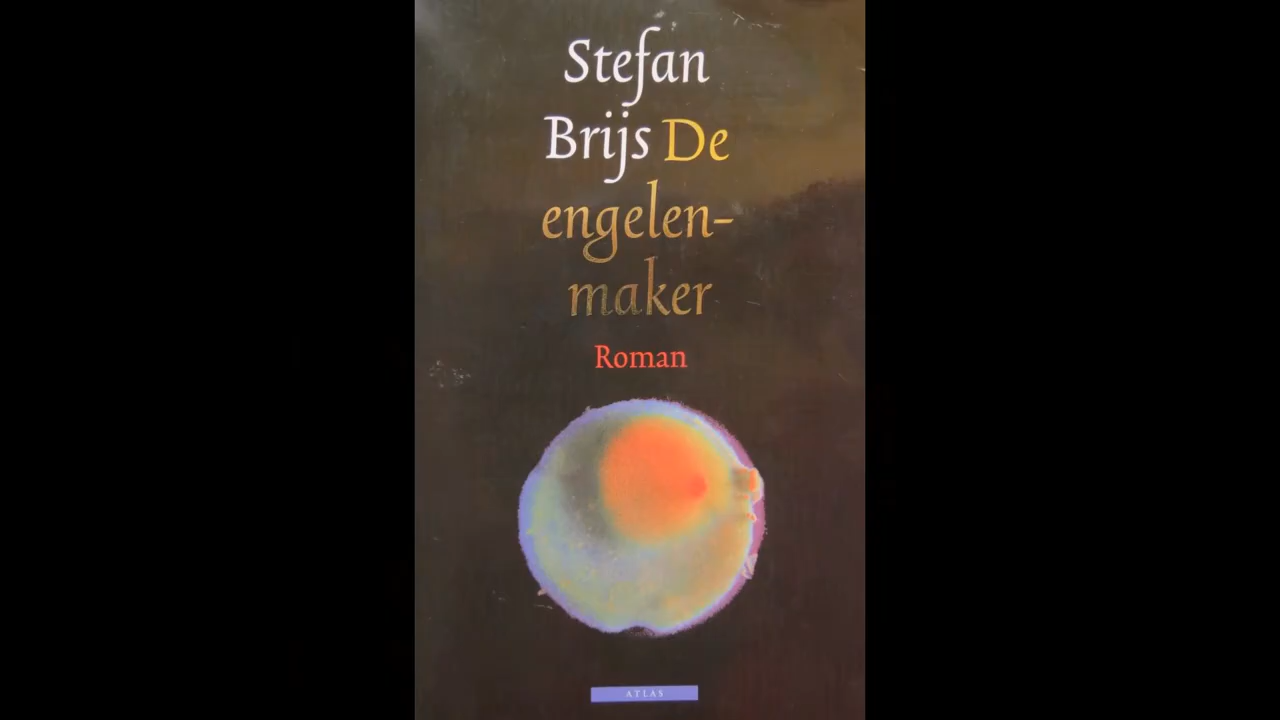 Stefan
Brijs De
engelen-
maker
Roman
ATLAS